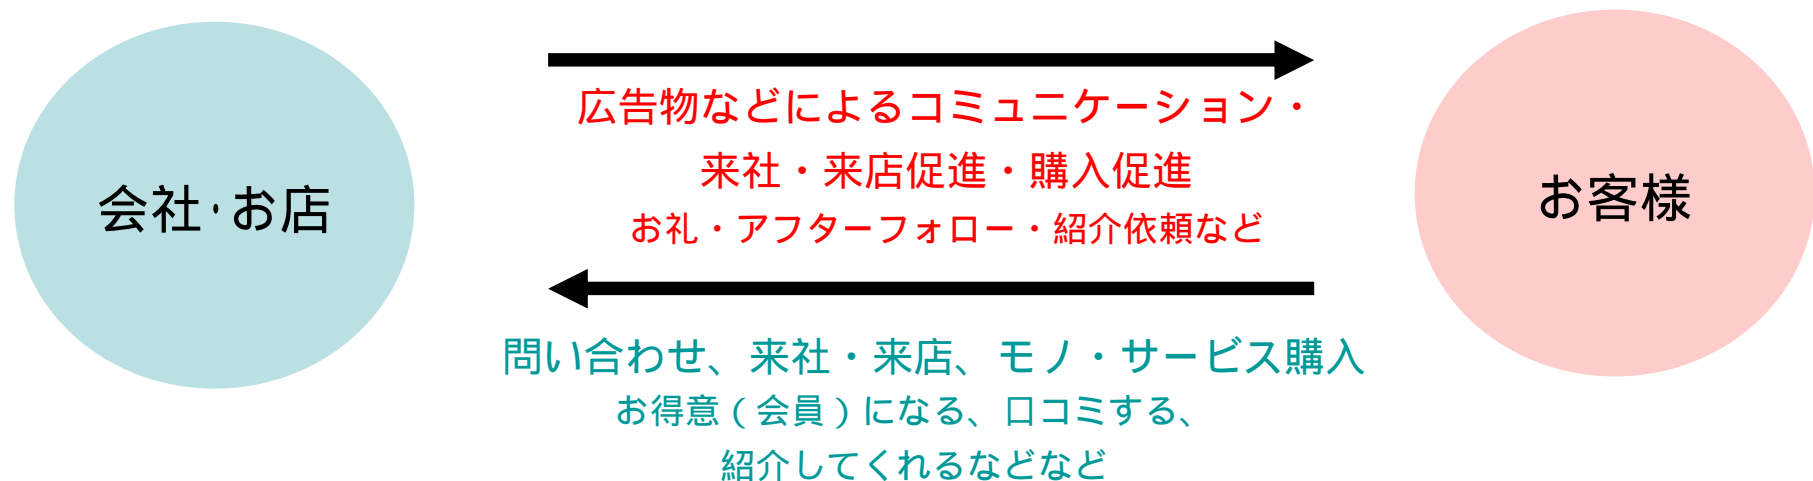 会社・お店
広告物などによるコミュニケーション・
来社・来店促進・購入促進
お礼・アフターフォロー・紹介依頼など
お客様
問い合わせ、来社・来店、モノ・サービス購入
お得意（会員）になる、口コミする、
紹介してくれるなどなど